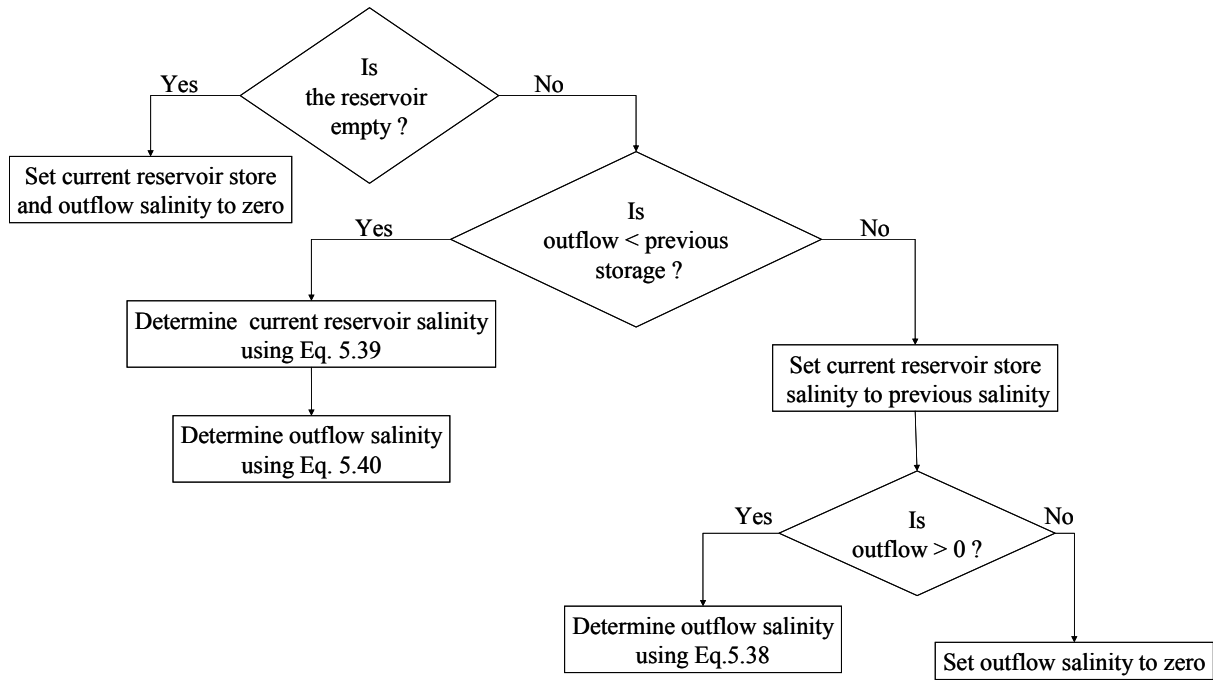 Is
the reservoir
empty ?
Yes
No
Set current reservoir store
and outflow salinity to zero
Is
outflow < previous
storage ?
Yes
No
Determine current reservoir salinity
using Eq. 5.39
Determine outflow salinity
using Eq. 5.40
Set current reservoir store
salinity to previous salinity
Is
outflow > 0 ?
Yes
No
Determine outflow salinity
using Eq.5.38
Set outflow salinity to zero